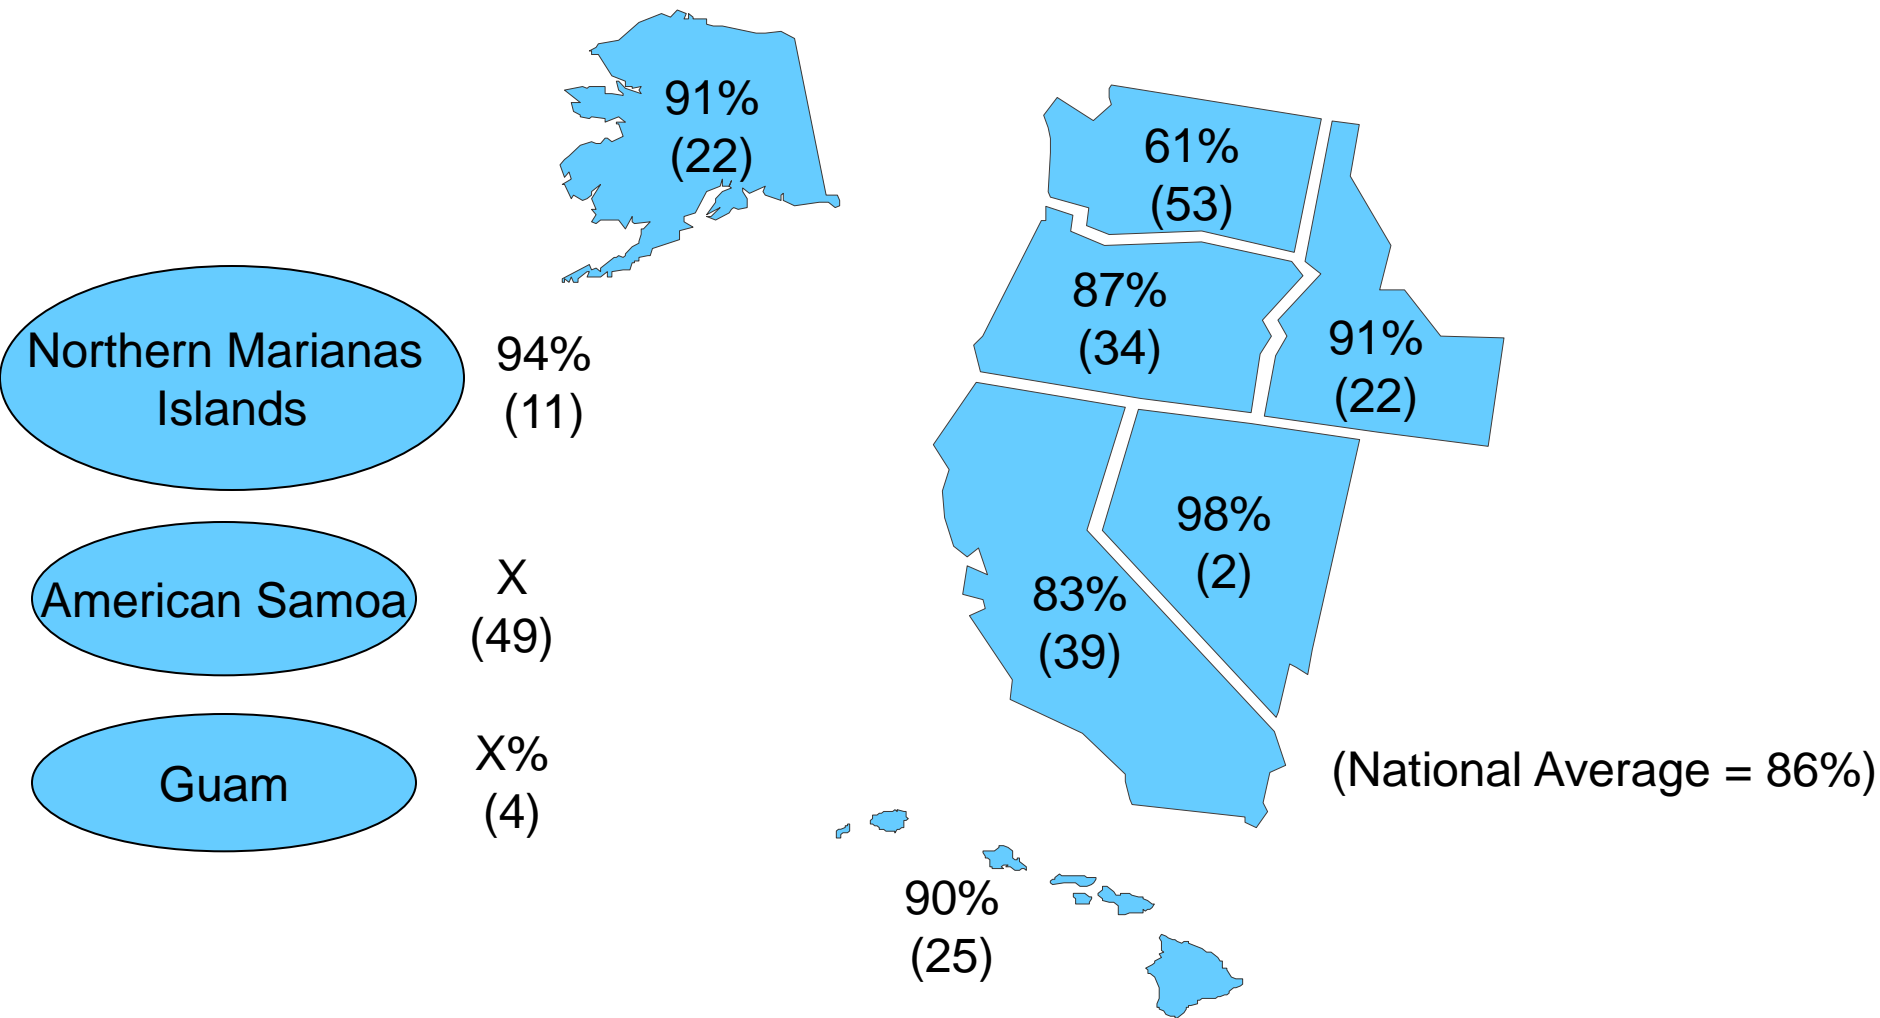 91%
(22)
61%
(53)
87%
(34)
91%
(22)
Northern Marianas
Islands
94%
(11)
98%
(2)
American Samoa
X
(49)
83%
(39)
Guam
X%
(4)
(National Average = 86%)
90%
(25)